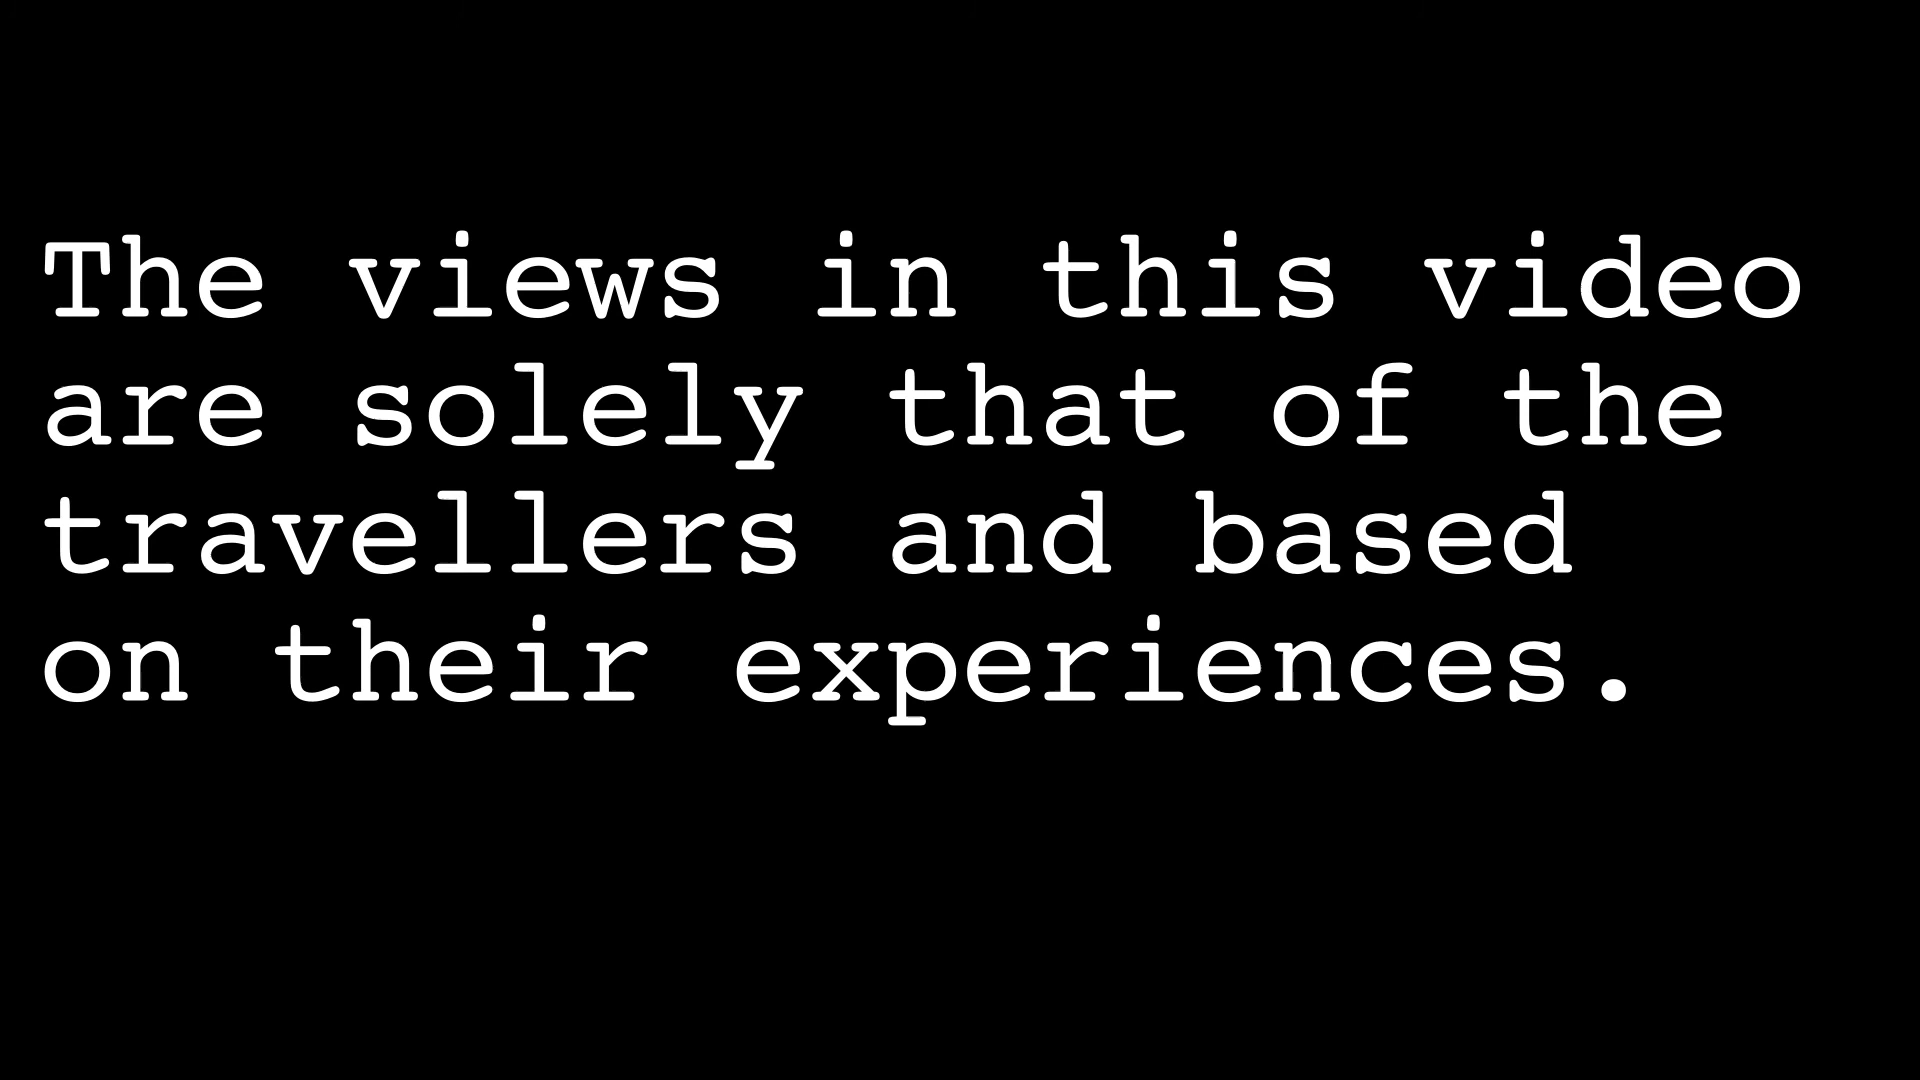 The views in this video
are solely that of the
travellers and based
on their experiences.